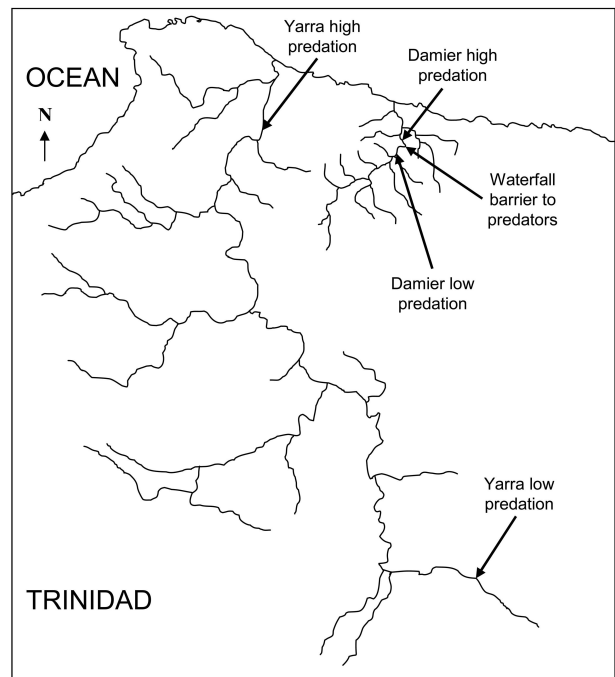 Yarra high
predation
Damier high
predation
OCEAN
N
Waterfall
barrier to
predators
Damier low
predation
Yarra low
predation
TRINIDAD